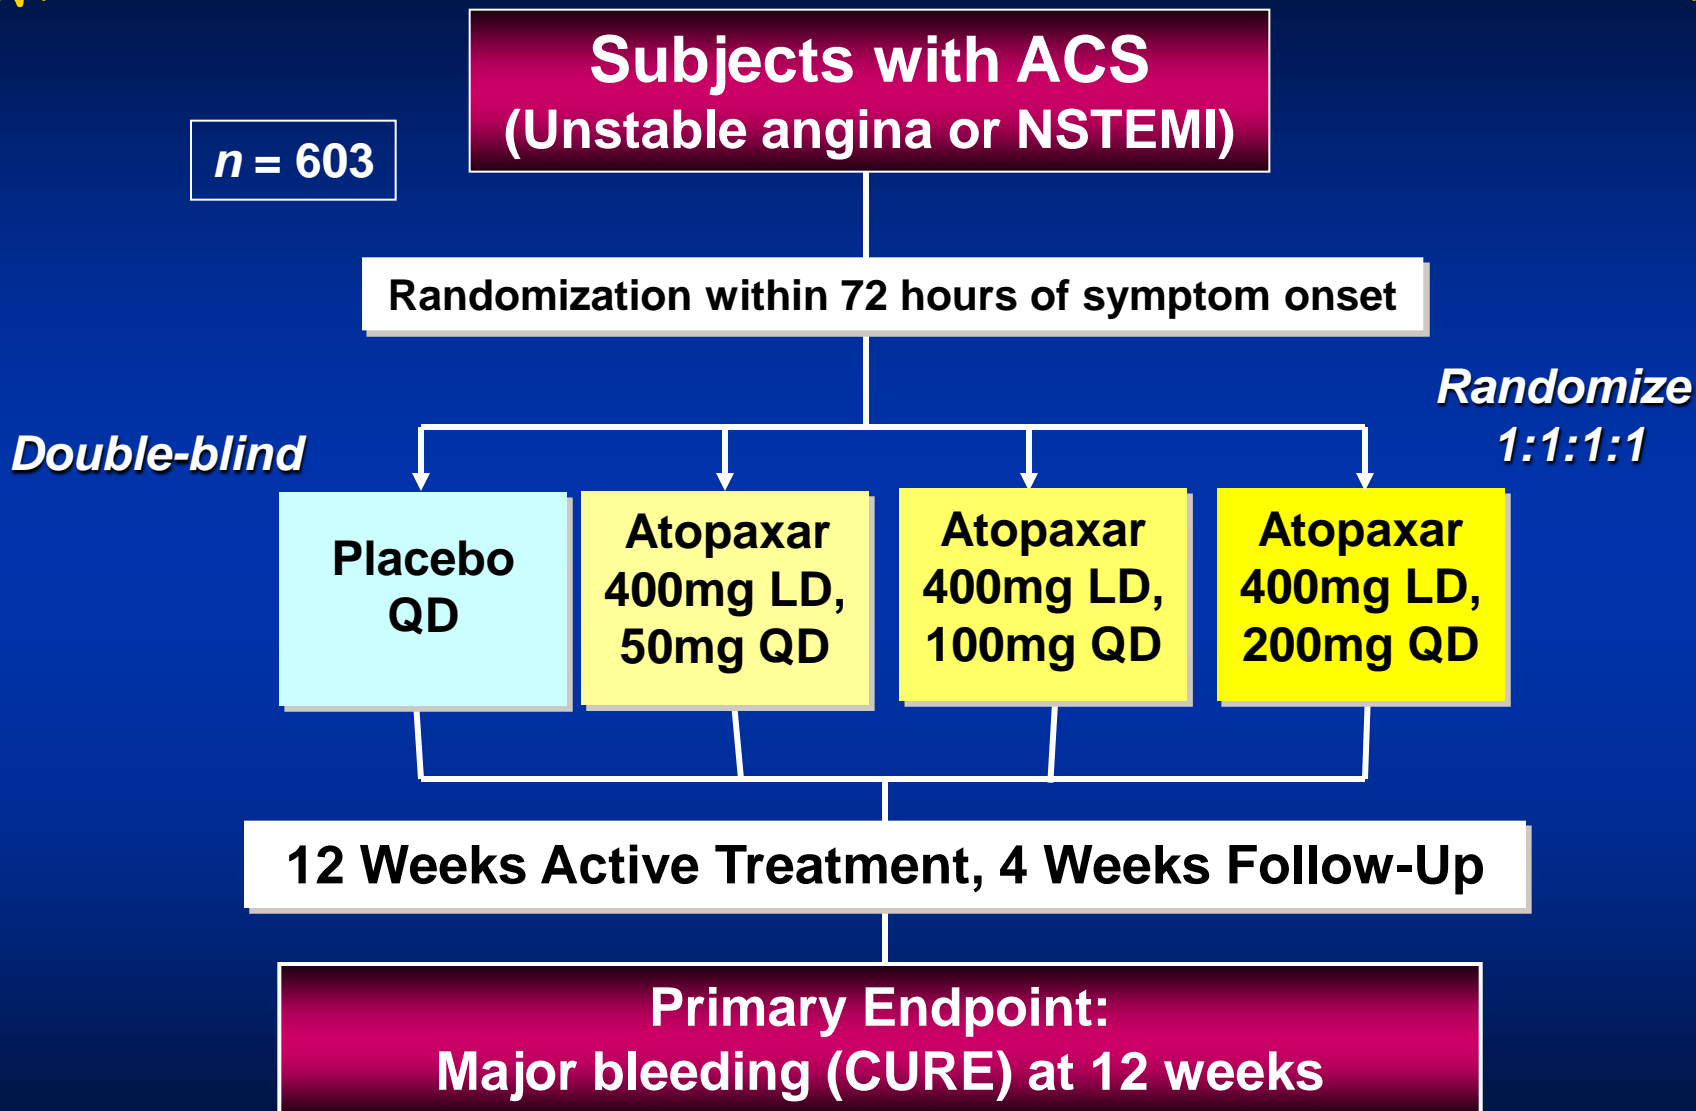 Subjects with ACS
(Unstable angina or NSTEMI)
n = 603
Randomization within 72 hours of symptom onset
Randomize
1:1:1:1
Double-blind
Placebo
QD
Atopaxar
400mg LD,
50mg QD
Atopaxar
400mg LD,
100mg QD
Atopaxar
400mg LD,
200mg QD
12 Weeks Active Treatment, 4 Weeks Follow-Up
Primary Endpoint:
Major bleeding (CURE) at 12 weeks